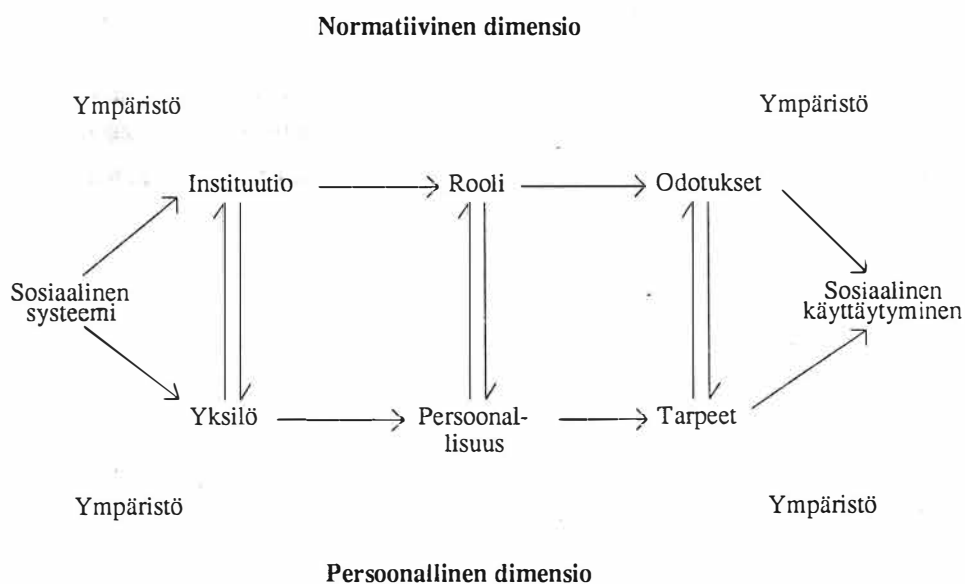 Normatiivinen dimensio
Ympäristö
Ympäristö
Instituutio
Rooli
Odotukset
Sosiaalinen
systeemi
Sosiaalinen
käyttäytyminen
Yksilö
Persoonal-
lisuus
Tarpeet
Ympäristö
Ympäristö
Persoonallinen dimensio